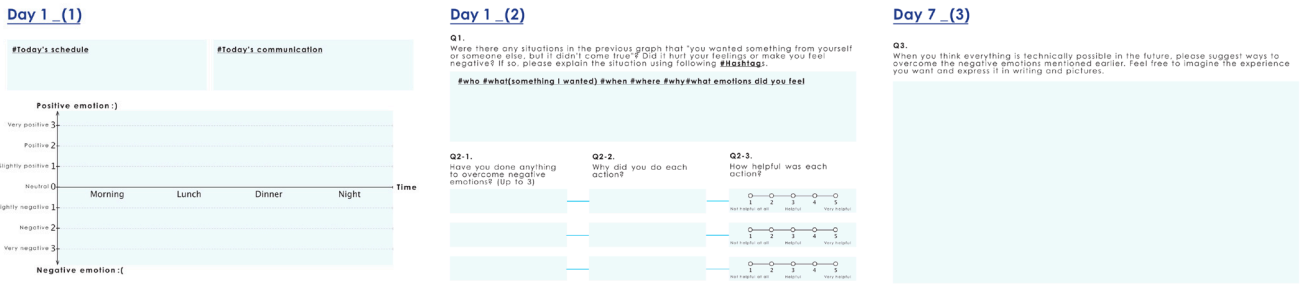 Day 1 _(1)
#Today's schedule
#Today's communication
Positive emotion :)
Very positive 3
Positive 2
Slightly positive 1
Neutral 0
Morning Lunch Dinner Night
Time
Slightly negative 1
Negative 2
Very negative 3
Negative emotion :(
Day 1 _(2)
Q1.
Were there any situations in the previous graph that "you wanted something from yourself
or someone else, but it didn't come true"? Did it hurt your feelings or make you feel
negative? If so, please explain the situation using following #Hashtags.
#who #what(something I wanted) #when #where #why#what emotions did you feel
Q2-1.
Have you done anything
to overcome negative
emotions? (Up to 3)
Q2-2.
Why did you do each
action?
Q2-3.
How helpful was each
action?
1 2 3 4 5
Not helpful at all Helpful Very helpful
1 2 3 4 5
Not helpful at all Helpful Very helpful
1 2 3 4 5
Not helpful at all Helpful Very helpful
Day 7 _(3)
Q3.
When you think everything is technically possible in the future, please suggest ways to
overcome the negative emotions mentioned earlier. Feel free to imagine the experience
you want and express it in writing and pictures.